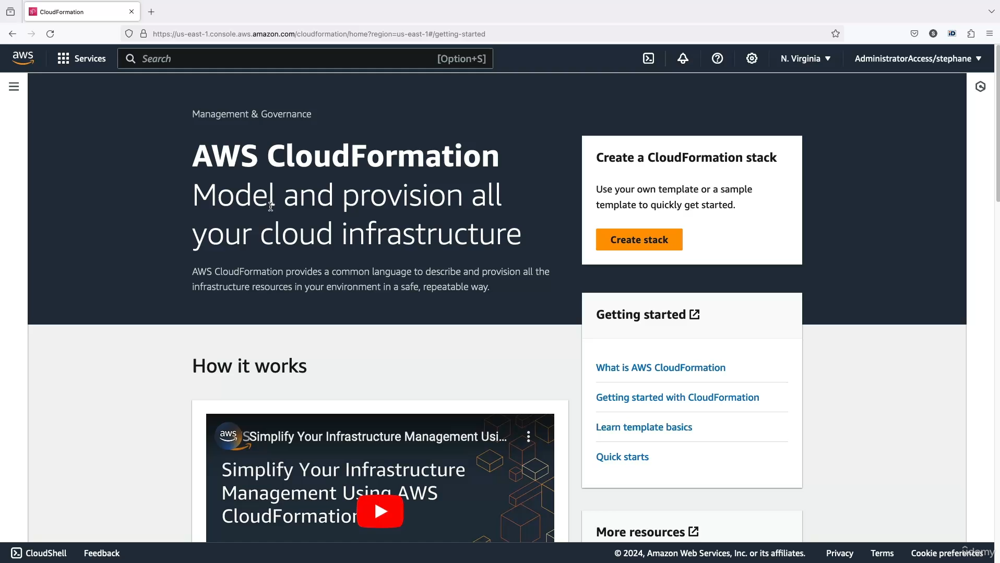 CloudFormation
https://us-east-1.console.aws.amazon.com/cloudformation/home?region=us-east-1#/getting-started
S
iD
aws
Services
Search
[Option+S]
N. Virginia
AdministratorAccess/stephane
Management & Governance
AWS CloudFormation
Model and provision all
your cloud infrastructure
AWS CloudFormation provides a common language to describe and provision all the
infrastructure resources in your environment in a safe, repeatable way.
Create a CloudFormation stack
Use your own template or a sample
template to quickly get started.
Create stack
Getting started
What is AWS CloudFormation
Getting started with CloudFormation
Learn template basics
Quick starts
How it works
aws
Simplify Your Infrastructure Management Usi...
Simplify Your Infrastructure
Management Using AWS
CloudFormation
More resources
CloudShell
Feedback
© 2024, Amazon Web Services, Inc. or its affiliates.
Privacy
Terms
Cookie preferences
udemy